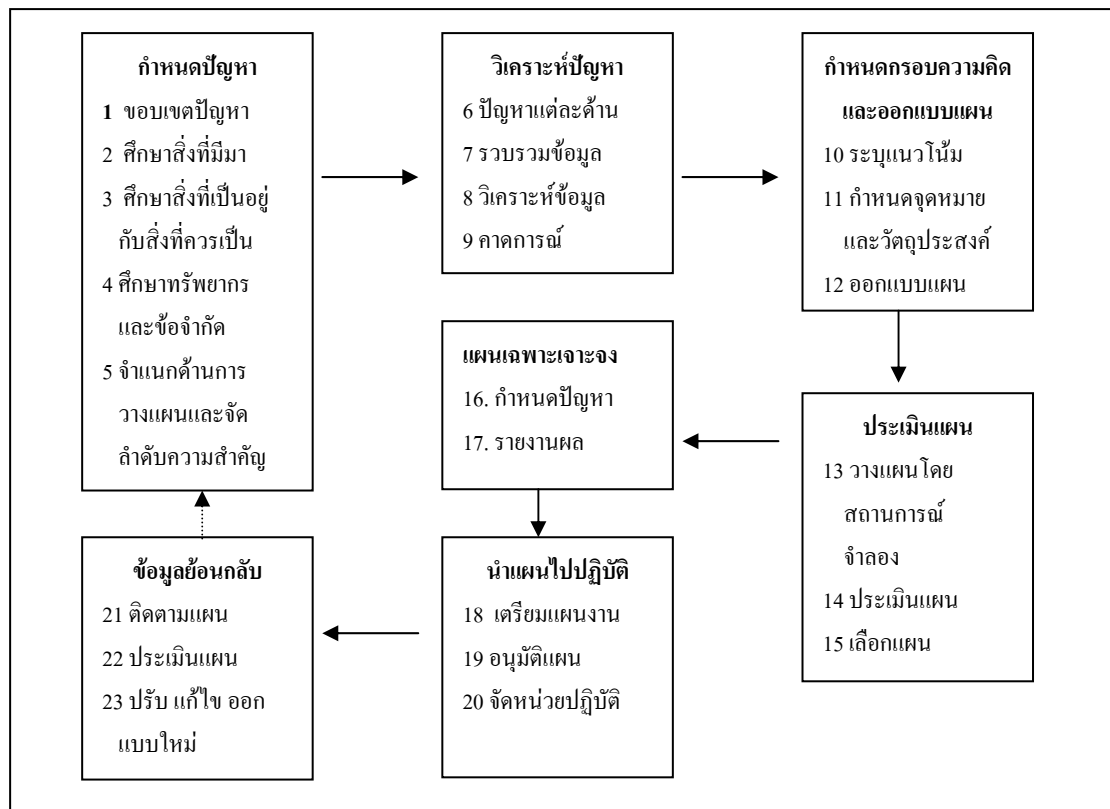 กำหนดปัญหา
1 ขอบเขตปัญหา
2 ศึกษาสิ่งที่มีมา
3 ศึกษาสิ่งที่เป็นอยู่
กับสิ่งที่ควรเป็น
4 ศึกษาทรัพยากร
และข้อจำกัด
5 จำแนกด้านการ
วางแผนและจัด
ลำดับความสำคัญ
วิเคราะห์ปัญหา
6 ปัญหาแต่ละด้าน
7 รวบรวมข้อมูล
8 วิเคราะห์ข้อมูล
9 คาดการณ์
กำหนดกรอบความคิด
และออกแบบแผน
10 ระบุแนวโน้ม
11 กำหนดจุดหมาย
และวัตถุประสงค์
12 ออกแบบแผน
ประเมินแผน
13 วางแผนโดย
สถานการณ์
จำลอง
14 ประเมินแผน
15 เลือกแผน
แผนเฉพาะเจาะจง
16. กำหนดปัญหา
17. รายงานผล
นำแผนไปปฏิบัติ
18 เตรียมแผนงาน
19 อนุมัติแผน
20 จัดหน่วยปฏิบัติ
ข้อมูลย้อนกลับ
21 ติดตามแผน
22 ประเมินแผน
23 ปรับ แก้ไข ออก
แบบใหม่